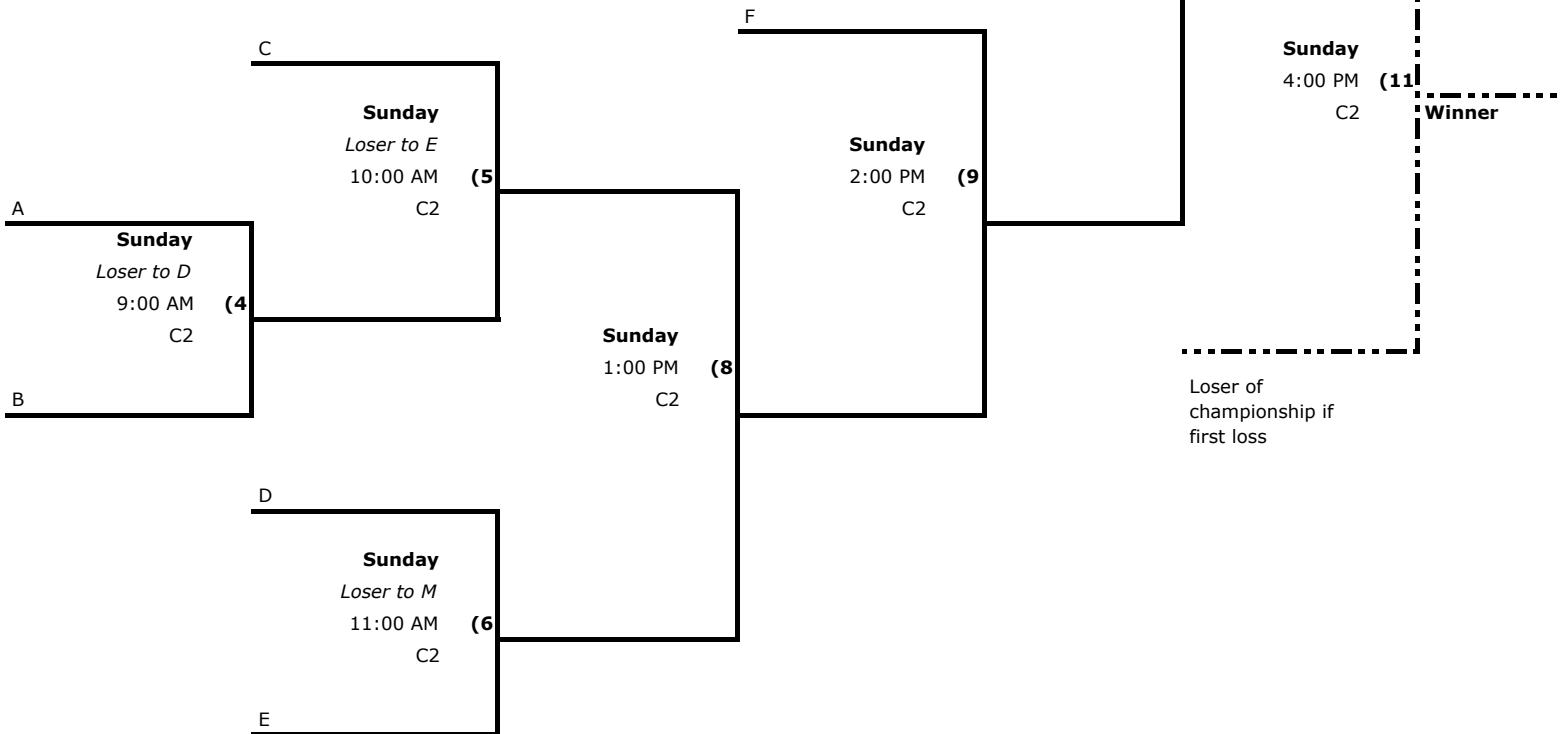 F
C
Sunday
4:00 PM (11
C2
Winner
Sunday
Loser to E
10:00 AM (5
C2
Sunday
2:00 PM (9
C2
A
Sunday
Loser to D
9:00 AM (4
C2
B
Sunday
1:00 PM (8
C2
Loser of
championship if
first loss
D
Sunday
Loser to M
11:00 AM (6
C2
E